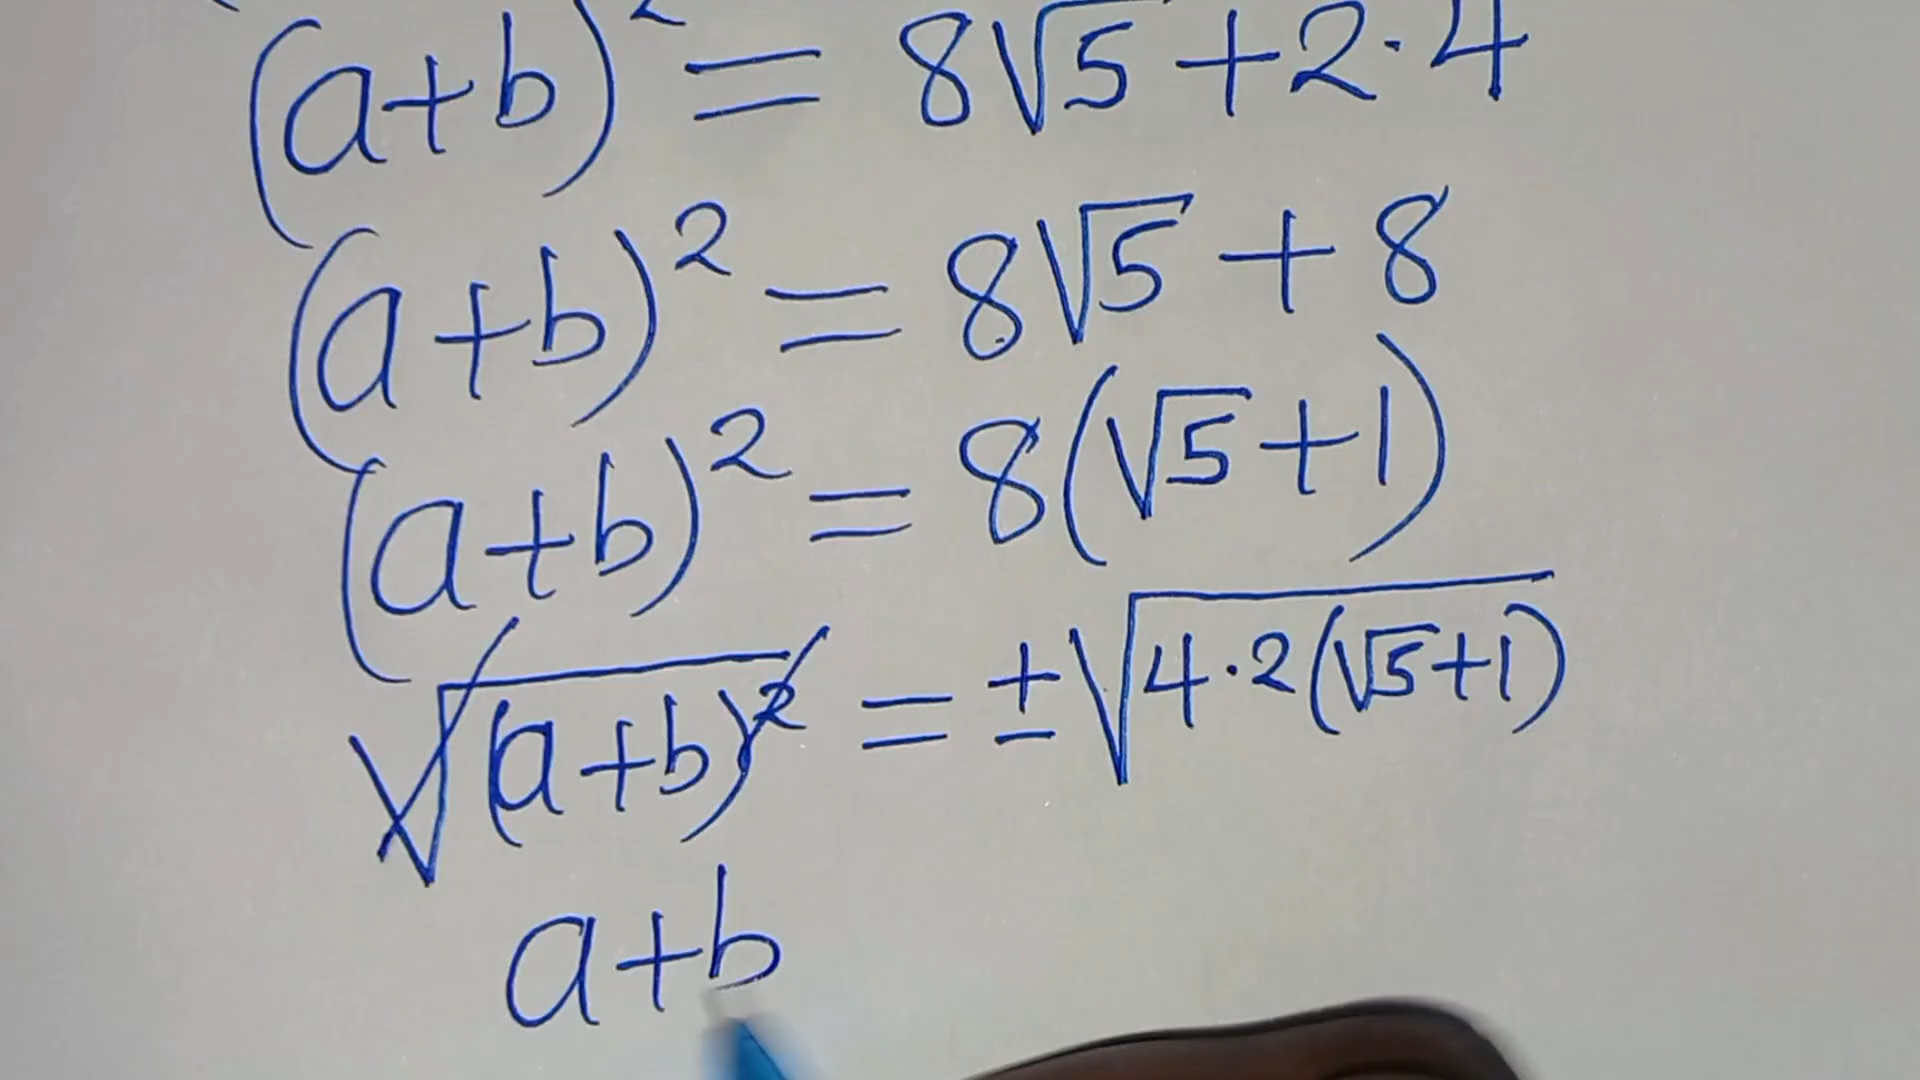 (a+b)² = 8√5 + 2·4
(a+b)² = 8√5 + 8
(a+b)² = 8(√5+1)
√(a+b)² = ±√4·2(√5+1)
a+b